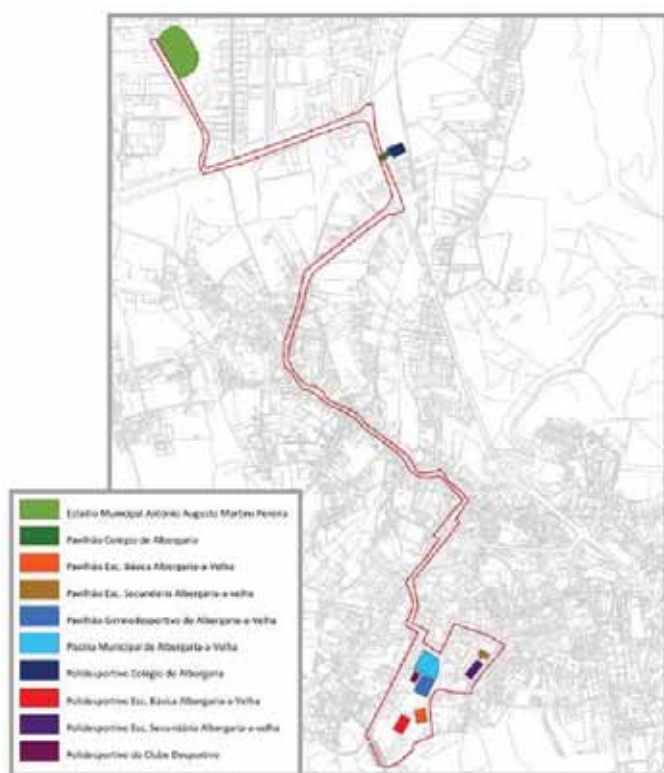 Estádio Municipal António Augusto Martins Pereira
Pavilhão Colégio de Albergaria
Pavilhão Esc. Básica Albergaria-a-Velha
Pavilhão Esc. Secundária Albergaria-a-velha
Pavilhão Gimnodesportivo de Albergaria-a-Velha
Piscina Municipal de Albergaria-a-Velha
Polidesportivo Colégio de Albergaria
Polidesportivo Esc. Básica Albergaria-a-Velha
Polidesportivo Esc. Secundária Albergaria-a-velha
Polidesportivo do Clube Desportivo